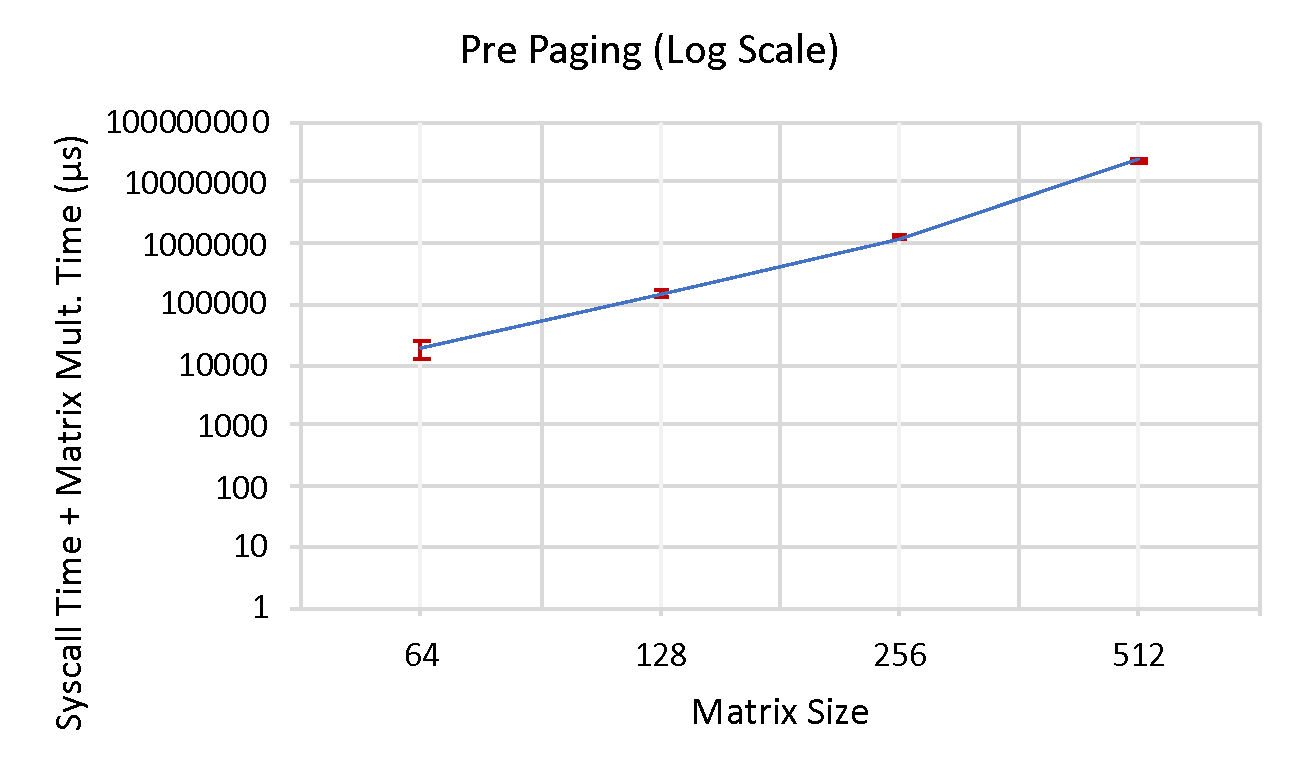 Pre Paging (Log Scale)
Syscall Time + Matrix Mult. Time (µs)
100000000
10000000
1000000
100000
10000
1000
100
10
1
64 128 256 512
Matrix Size